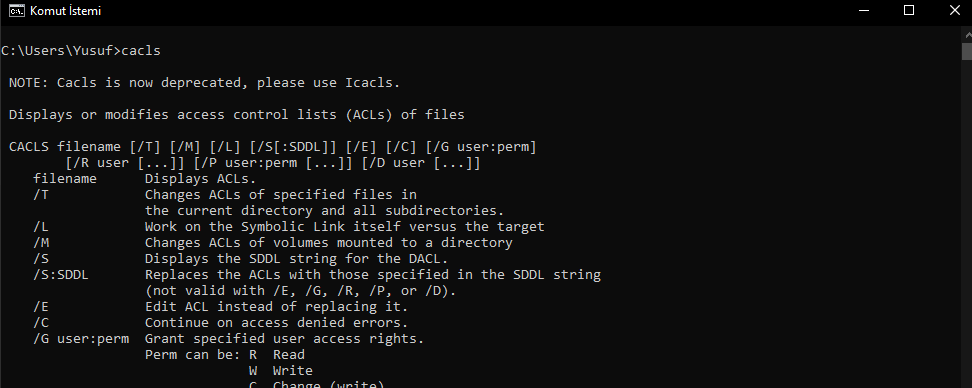 Komut İstemi
C:\Users\Yusuf>cacls
NOTE: Cacls is now deprecated, please use Icacls.
Displays or modifies access control lists (ACLs) of files
CACLS filename [/T] [/M] [/L] [/S[:SDDL]] [/E] [/C] [/G user:perm]
[/R user [...]] [/P user:perm [...]] [/D user [...]]
filename Displays ACLs.
/T Changes ACLs of specified files in
the current directory and all subdirectories.
/L Work on the Symbolic Link itself versus the target
/M Changes ACLs of volumes mounted to a directory
/S Displays the SDDL string for the DACL.
/S:SDDL Replaces the ACLs with those specified in the SDDL string
(not valid with /E, /G, /R, /P, or /D).
/E Edit ACL instead of replacing it.
/C Continue on access denied errors.
/G user:perm Grant specified user access rights.
Perm can be: R Read
W Write
C Change (write)